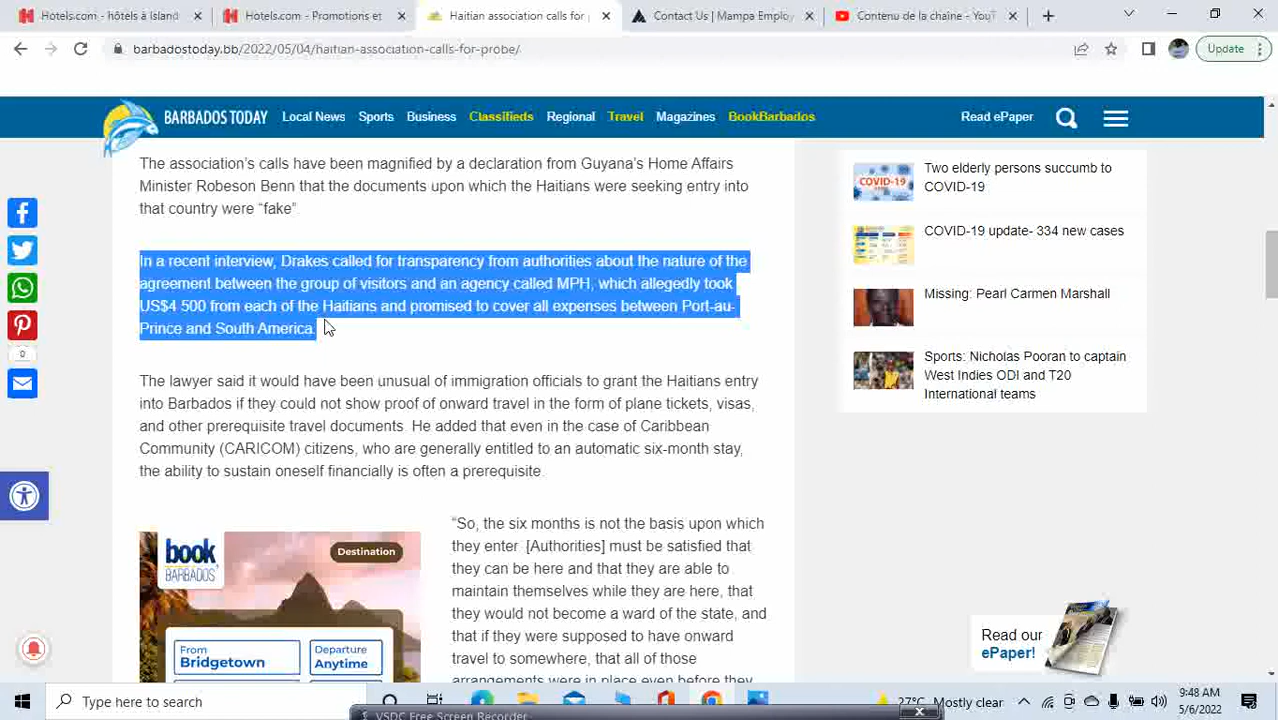 Hotels.com - hôtels à Island
Hotels.com - Promotions et
Haitian association calls for
Contact Us | Mampa Employ
Contenu de la chaîne - YouT
barbadostoday.bb/2022/05/04/haitian-association-calls-for-probe/
Update
BARBADOS TODAY
Local News
Sports
Business
Classifieds
Regional
Travel
Magazines
BookBarbados
Read ePaper
The association's calls have been magnified by a declaration from Guyana's Home Affairs
Minister Robeson Benn that the documents upon which the Haitians were seeking entry into
that country were “fake”.
In a recent interview, Drakes called for transparency from authorities about the nature of the
agreement between the group of visitors and an agency called MPH, which allegedly took
US$4 500 from each of the Haitians and promised to cover all expenses between Port-au-
Prince and South America.
The lawyer said it would have been unusual of immigration officials to grant the Haitians entry
into Barbados if they could not show proof of onward travel in the form of plane tickets, visas,
and other prerequisite travel documents. He added that even in the case of Caribbean
Community (CARICOM) citizens, who are generally entitled to an automatic six-month stay,
the ability to sustain oneself financially is often a prerequisite.
“So, the six months is not the basis upon which
they enter [Authorities] must be satisfied that
they can be here and that they are able to
maintain themselves while they are here, that
they would not become a ward of the state, and
that if they were supposed to have onward
travel to somewhere, that all of those
arrangements were in place even before they
book
BARBADOS
Destination
From
Bridgetown
Departure
Anytime
0
COVID-19
Two elderly persons succumb to
COVID-19
COVID-19 update- 334 new cases
Missing: Pearl Carmen Marshall
Sports: Nicholas Pooran to captain
West Indies ODI and T20
International teams
Read our
ePaper!
Type here to search
27°C Mostly clear
9:48 AM
5/6/2022
VSDC Free Screen Recorder